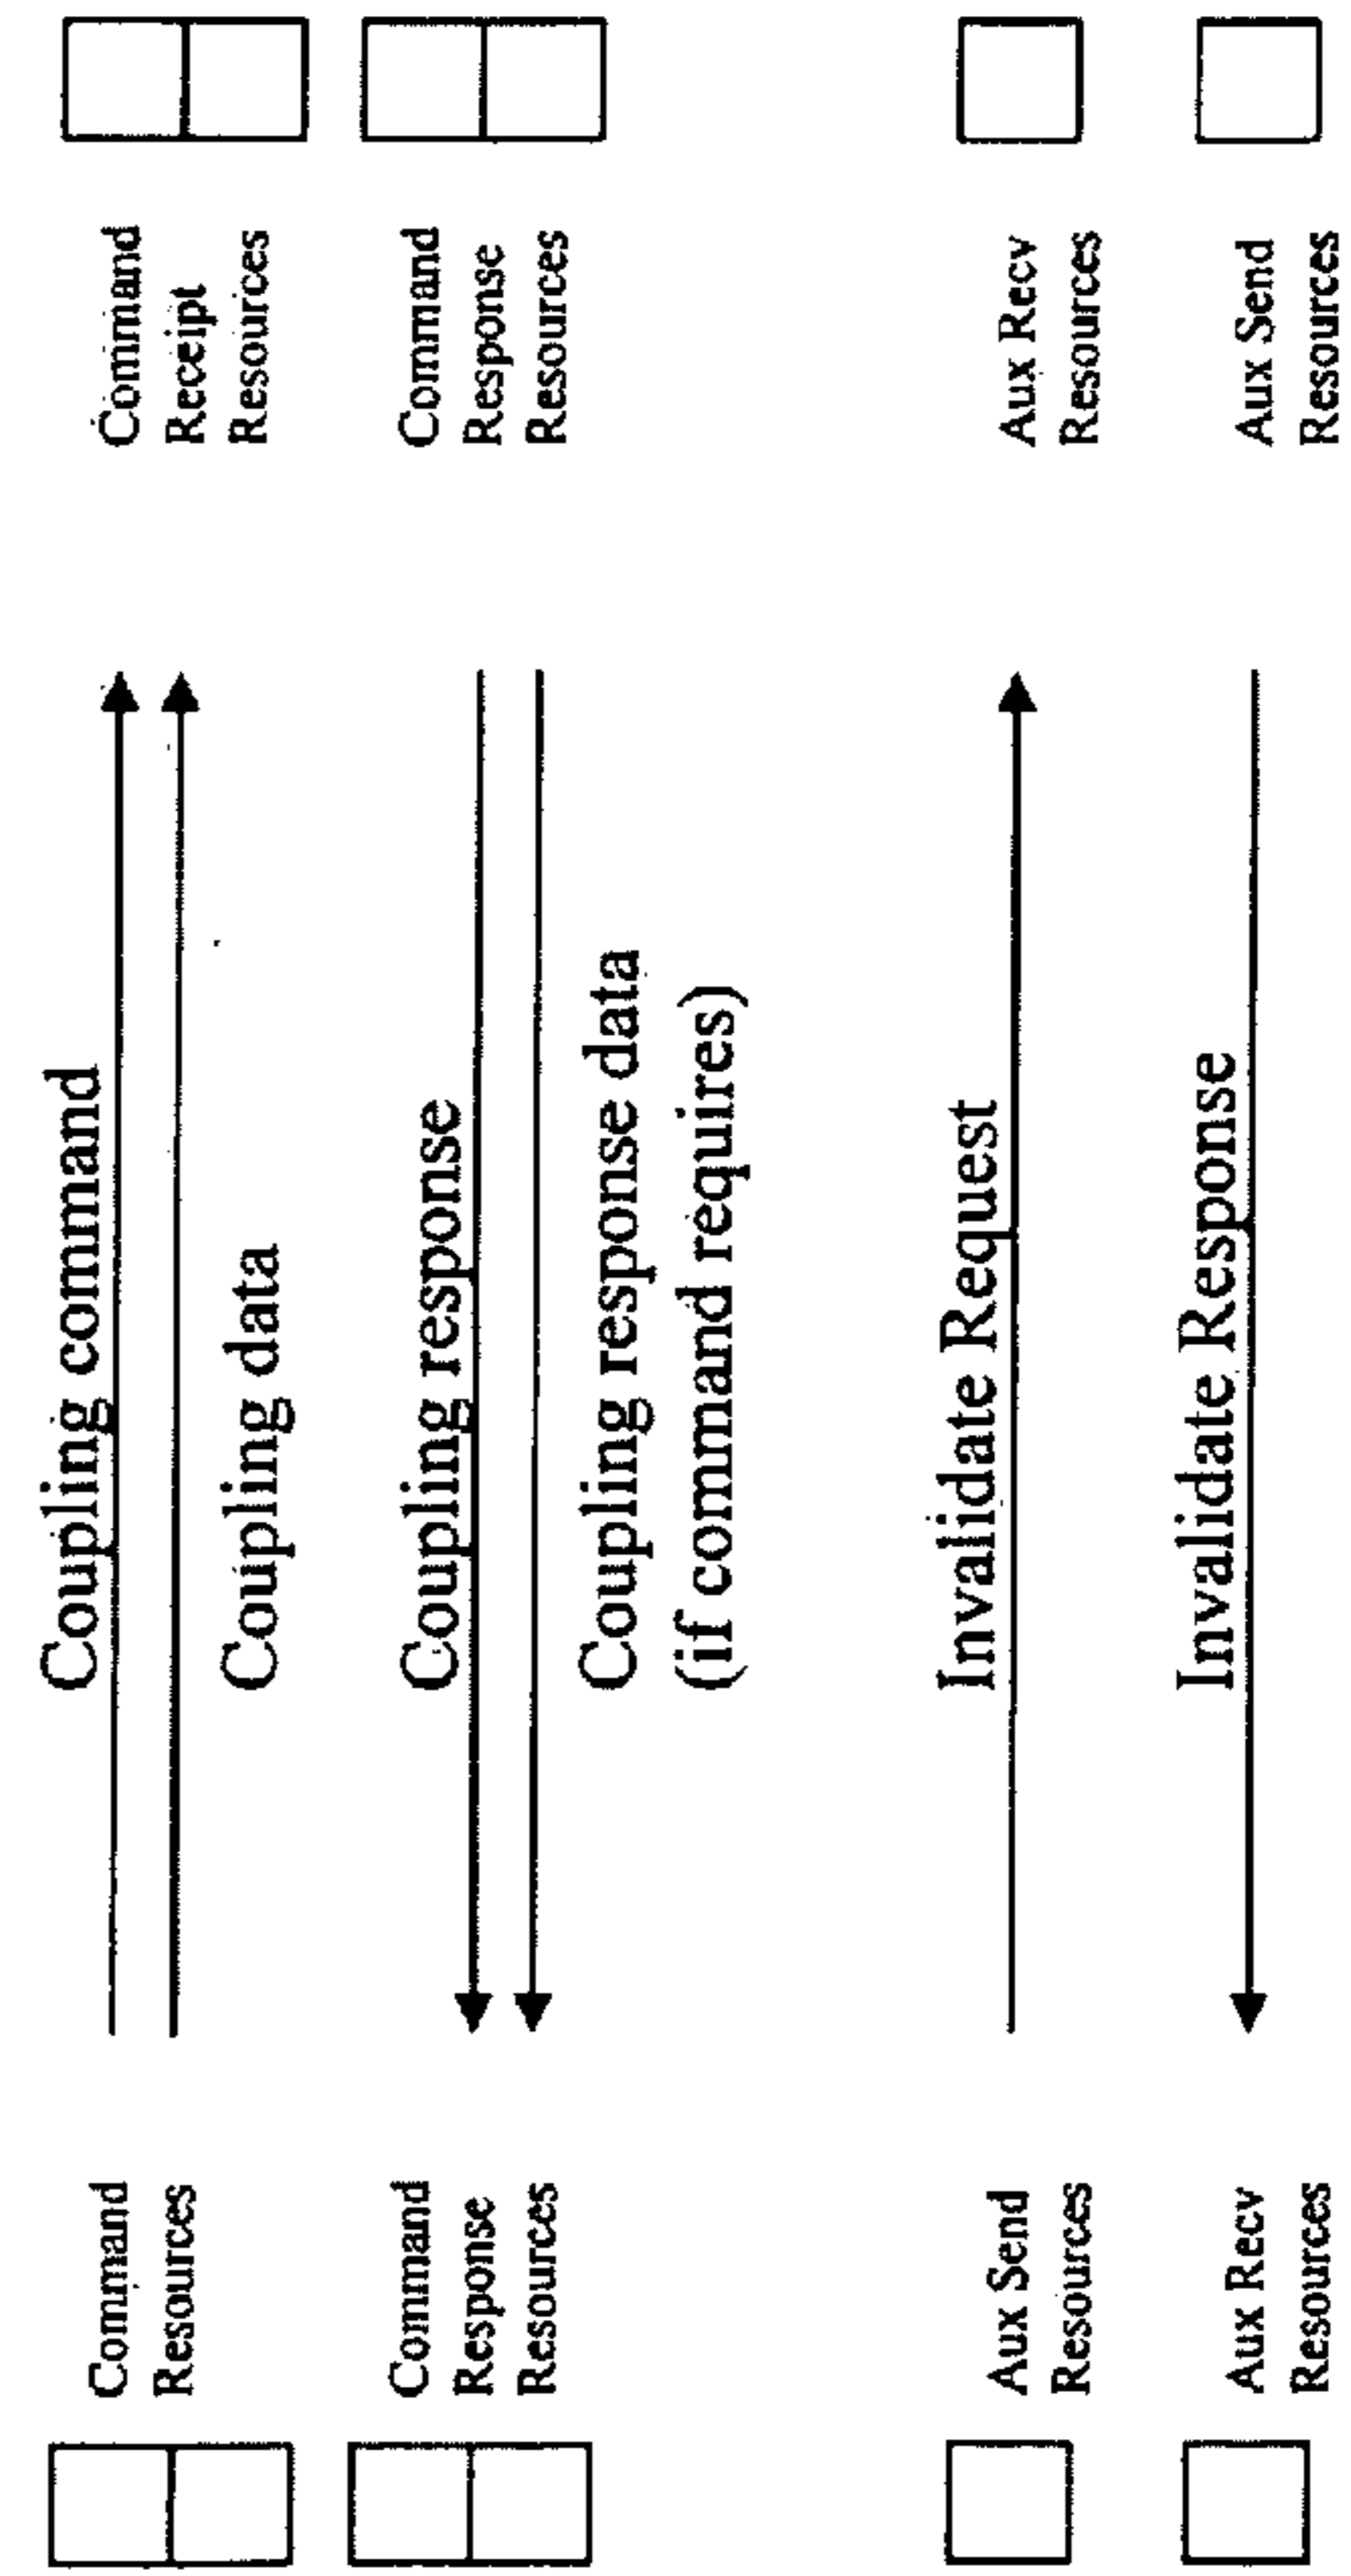 Command
Resources
Coupling command
Coupling data
Command
Receipt
Resources
Command
Response
Resources
Coupling response
Coupling response data
(if command requires)
Command
Response
Resources
Aux Send
Resources
Invalidate Request
Aux Recv
Resources
Aux Recv
Resources
Invalidate Response
Aux Send
Resources